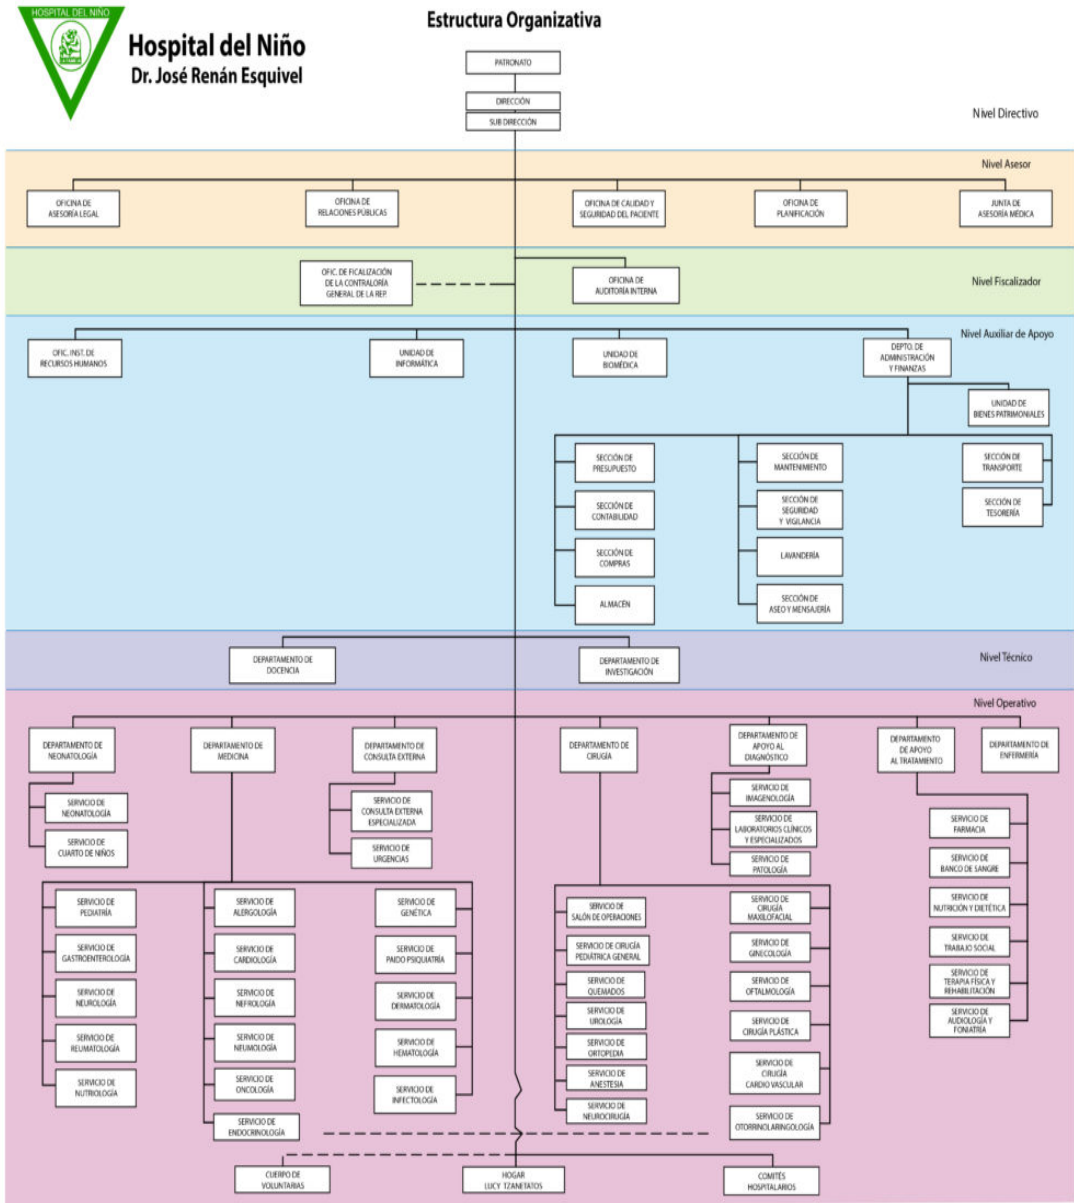 HOSPITAL DEL NIÑO
Hospital del Niño
Dr. José Renán Esquivel
Estructura Organizativa
PATRONATO
DIRECCIÓN
SUB DIRECCIÓN
Nivel Directivo
Nivel Asesor
OFICINA DE
ASESORÍA LEGAL
OFICINA DE
RELACIONES PÚBLICAS
OFICINA DE CALIDAD Y
SEGURIDAD DEL PACIENTE
OFICINA DE
PLANIFICACIÓN
JUNTA DE
ASESORÍA MÉDICA
OFIC. DE FICALIZACIÓN
DE LA CONTRALORÍA
GENERAL DE LA REP.
OFICINA DE
AUDITORÍA INTERNA
Nivel Fiscalizador
Nivel Auxiliar de Apoyo
OFIC. INST. DE
RECURSOS HUMANOS
UNIDAD DE
INFORMÁTICA
UNIDAD DE
BIOMÉDICA
DEPTO. DE
ADMINISTRACIÓN
Y FINANZAS
UNIDAD DE
BIENES PATRIMONIALES
SECCIÓN DE
PRESUPUESTO
SECCIÓN DE
CONTABILIDAD
SECCIÓN DE
COMPRAS
ALMACÉN
SECCIÓN DE
MANTENIMIENTO
SECCIÓN DE
SEGURIDAD
Y VIGILANCIA
LAVANDERÍA
SECCIÓN DE
ASEO Y MENSAJERÍA
SECCIÓN DE
TRANSPORTE
SECCIÓN DE
TESORERÍA
DEPARTAMENTO DE
DOCENCIA
DEPARTAMENTO DE
INVESTIGACIÓN
Nivel Técnico
Nivel Operativo
DEPARTAMENTO DE
NEONATOLOGÍA
DEPARTAMENTO DE
MEDICINA
DEPARTAMENTO DE
CONSULTA EXTERNA
DEPARTAMENTO DE
CIRUGÍA
DEPARTAMENTO DE
APOYO AL
DIAGNÓSTICO
DEPARTAMENTO
DE APOYO
AL TRATAMIENTO
DEPARTAMENTO DE
ENFERMERÍA
SERVICIO DE
NEONATOLOGÍA
SERVICIO DE
CUARTO DE NIÑOS
SERVICIO DE
CONSULTA EXTERNA
ESPECIALIZADA
SERVICIO DE
URGENCIAS
SERVICIO DE
IMAGENOLOGÍA
SERVICIO DE
LABORATORIOS CLÍNICOS
Y ESPECIALIZADOS
SERVICIO DE
PATOLOGÍA
SERVICIO DE
FARMACIA
SERVICIO DE
BANCO DE SANGRE
SERVICIO DE
NUTRICIÓN Y DIETÉTICA
SERVICIO DE
TRABAJO SOCIAL
SERVICIO DE
TERAPIA FÍSICA Y
REHABILITACIÓN
SERVICIO DE
AUDIOLOGÍA Y
FONIATRÍA
SERVICIO DE
PEDIATRÍA
SERVICIO DE
GASTROENTEROLOGÍA
SERVICIO DE
NEUROLOGÍA
SERVICIO DE
REUMATOLOGÍA
SERVICIO DE
NUTRIOLOGÍA
SERVICIO DE
ALERGOLOGÍA
SERVICIO DE
CARDIOLOGÍA
SERVICIO DE
NEFROLOGÍA
SERVICIO DE
NEUMOLOGÍA
SERVICIO DE
ONCOLOGÍA
SERVICIO DE
ENDOCRINOLOGÍA
SERVICIO DE
GENÉTICA
SERVICIO DE
PAIDO PSIQUIATRÍA
SERVICIO DE
DERMATOLOGÍA
SERVICIO DE
HEMATOLOGÍA
SERVICIO DE
INFECTOLOGÍA
SERVICIO DE
SALÓN DE OPERACIONES
SERVICIO DE CIRUGÍA
PEDIÁTRICA GENERAL
SERVICIO DE
QUEMADOS
SERVICIO DE
UROLOGÍA
SERVICIO DE
ORTOPEDIA
SERVICIO DE
ANESTESIA
SERVICIO DE
NEUROCIRUGÍA
SERVICIO DE
CIRUGÍA
MAXILOFACIAL
SERVICIO DE
GINECOLOGÍA
SERVICIO DE
OFTALMOLOGÍA
SERVICIO DE
CIRUGÍA PLÁSTICA
SERVICIO DE
CIRUGÍA
CARDIO VASCULAR
SERVICIO DE
OTORRINOLARINGOLOGÍA
CUERPO DE
VOLUNTARIAS
HOGAR
LUCY TZANETATOS
COMITÉS
HOSPITALARIOS